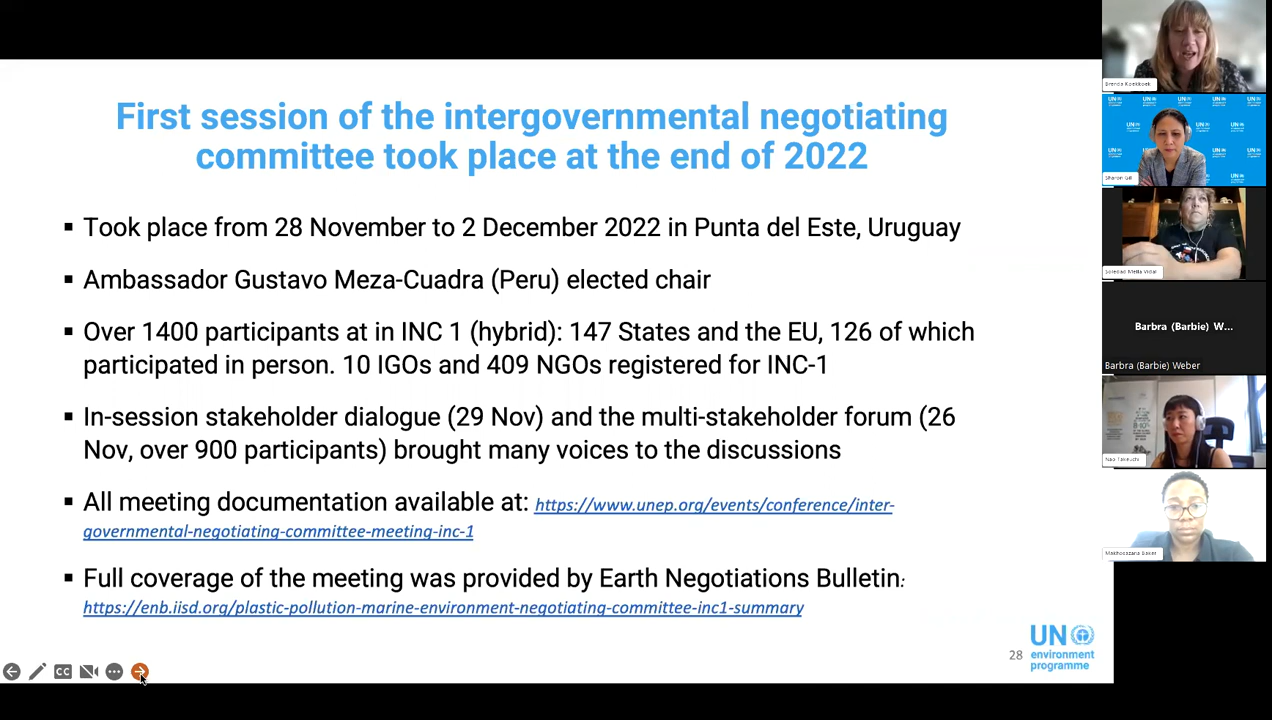 First session of the intergovernmental negotiating
committee took place at the end of 2022
▪ Took place from 28 November to 2 December 2022 in Punta del Este, Uruguay
▪ Ambassador Gustavo Meza-Cuadra (Peru) elected chair
▪ Over 1400 participants at in INC 1 (hybrid): 147 States and the EU, 126 of which
participated in person. 10 IGOs and 409 NGOs registered for INC-1
▪ In-session stakeholder dialogue (29 Nov) and the multi-stakeholder forum (26
Nov, over 900 participants) brought many voices to the discussions
▪ All meeting documentation available at: https://www.unep.org/events/conference/inter-
governmental-negotiating-committee-meeting-inc-1
▪ Full coverage of the meeting was provided by Earth Negotiations Bulletin:
https://enb.iisd.org/plastic-pollution-marine-environment-negotiating-committee-inc1-summary
28
UN
environment
programme
CC
Brenda Koekkoek
UN
Sharon Gill
Soledad Mella Vidal
Barbra (Barbie) W...
Barbra (Barbie) Weber
Nao Takeuchi
Makhosazana Baker